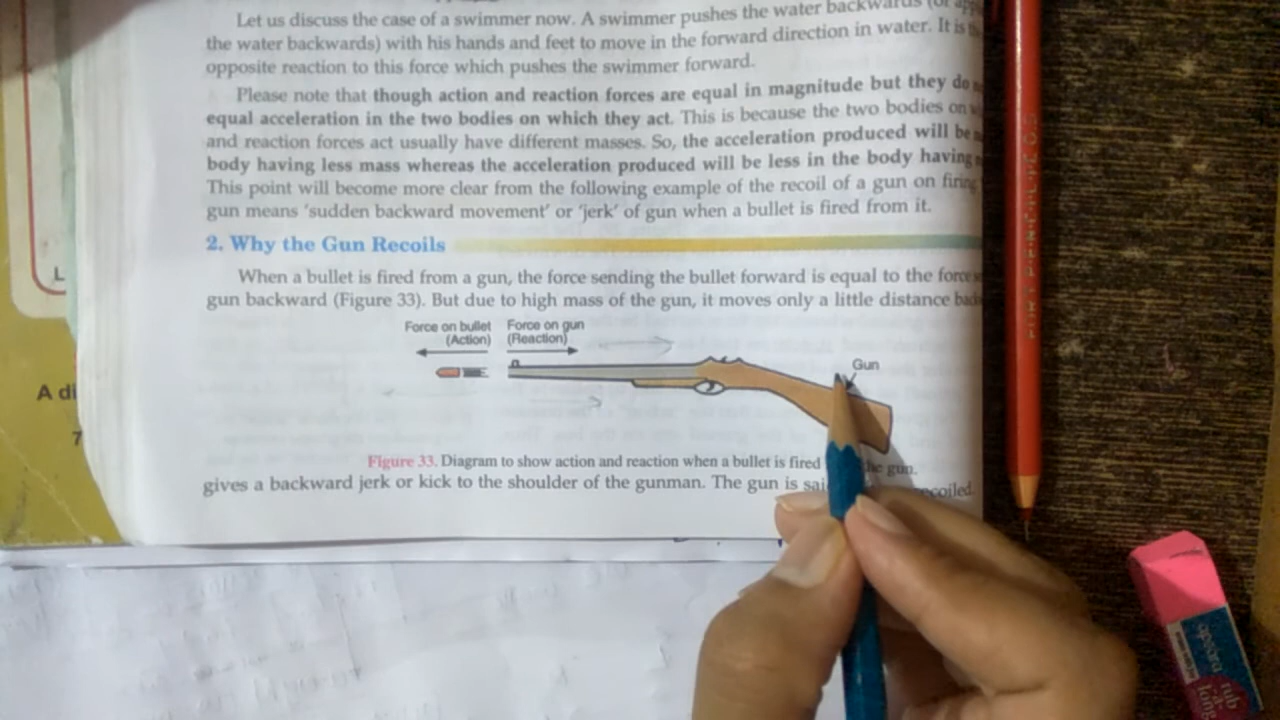 Let us discuss the case of a swimmer now. A swimmer pushes the water backwards (or
the water backwards) with his hands and feet to move in the forward direction in water. It is
opposite reaction to this force which pushes the swimmer forward.
Please note that though action and reaction forces are equal in magnitude but they do
equal acceleration in the two bodies on which they act. This is because the two bodies on
and reaction forces act usually have different masses. So, the acceleration produced will be
body having less mass whereas the acceleration produced will be less in the body having
This point will become more clear from the following example of the recoil of a gun on firing
gun means 'sudden backward movement' or 'jerk' of gun when a bullet is fired from it.
2. Why the Gun Recoils
When a bullet is fired from a gun, the force sending the bullet forward is equal to the force
gun backward (Figure 33). But due to high mass of the gun, it moves only a little distance
Force on bullet
(Action)
Force on gun
(Reaction)
Gun
Figure 33. Diagram to show action and reaction when a bullet is fired the gun.
gives a backward jerk or kick to the shoulder of the gunman. The gun is recoiled.
L
A di
7
apsara
rub